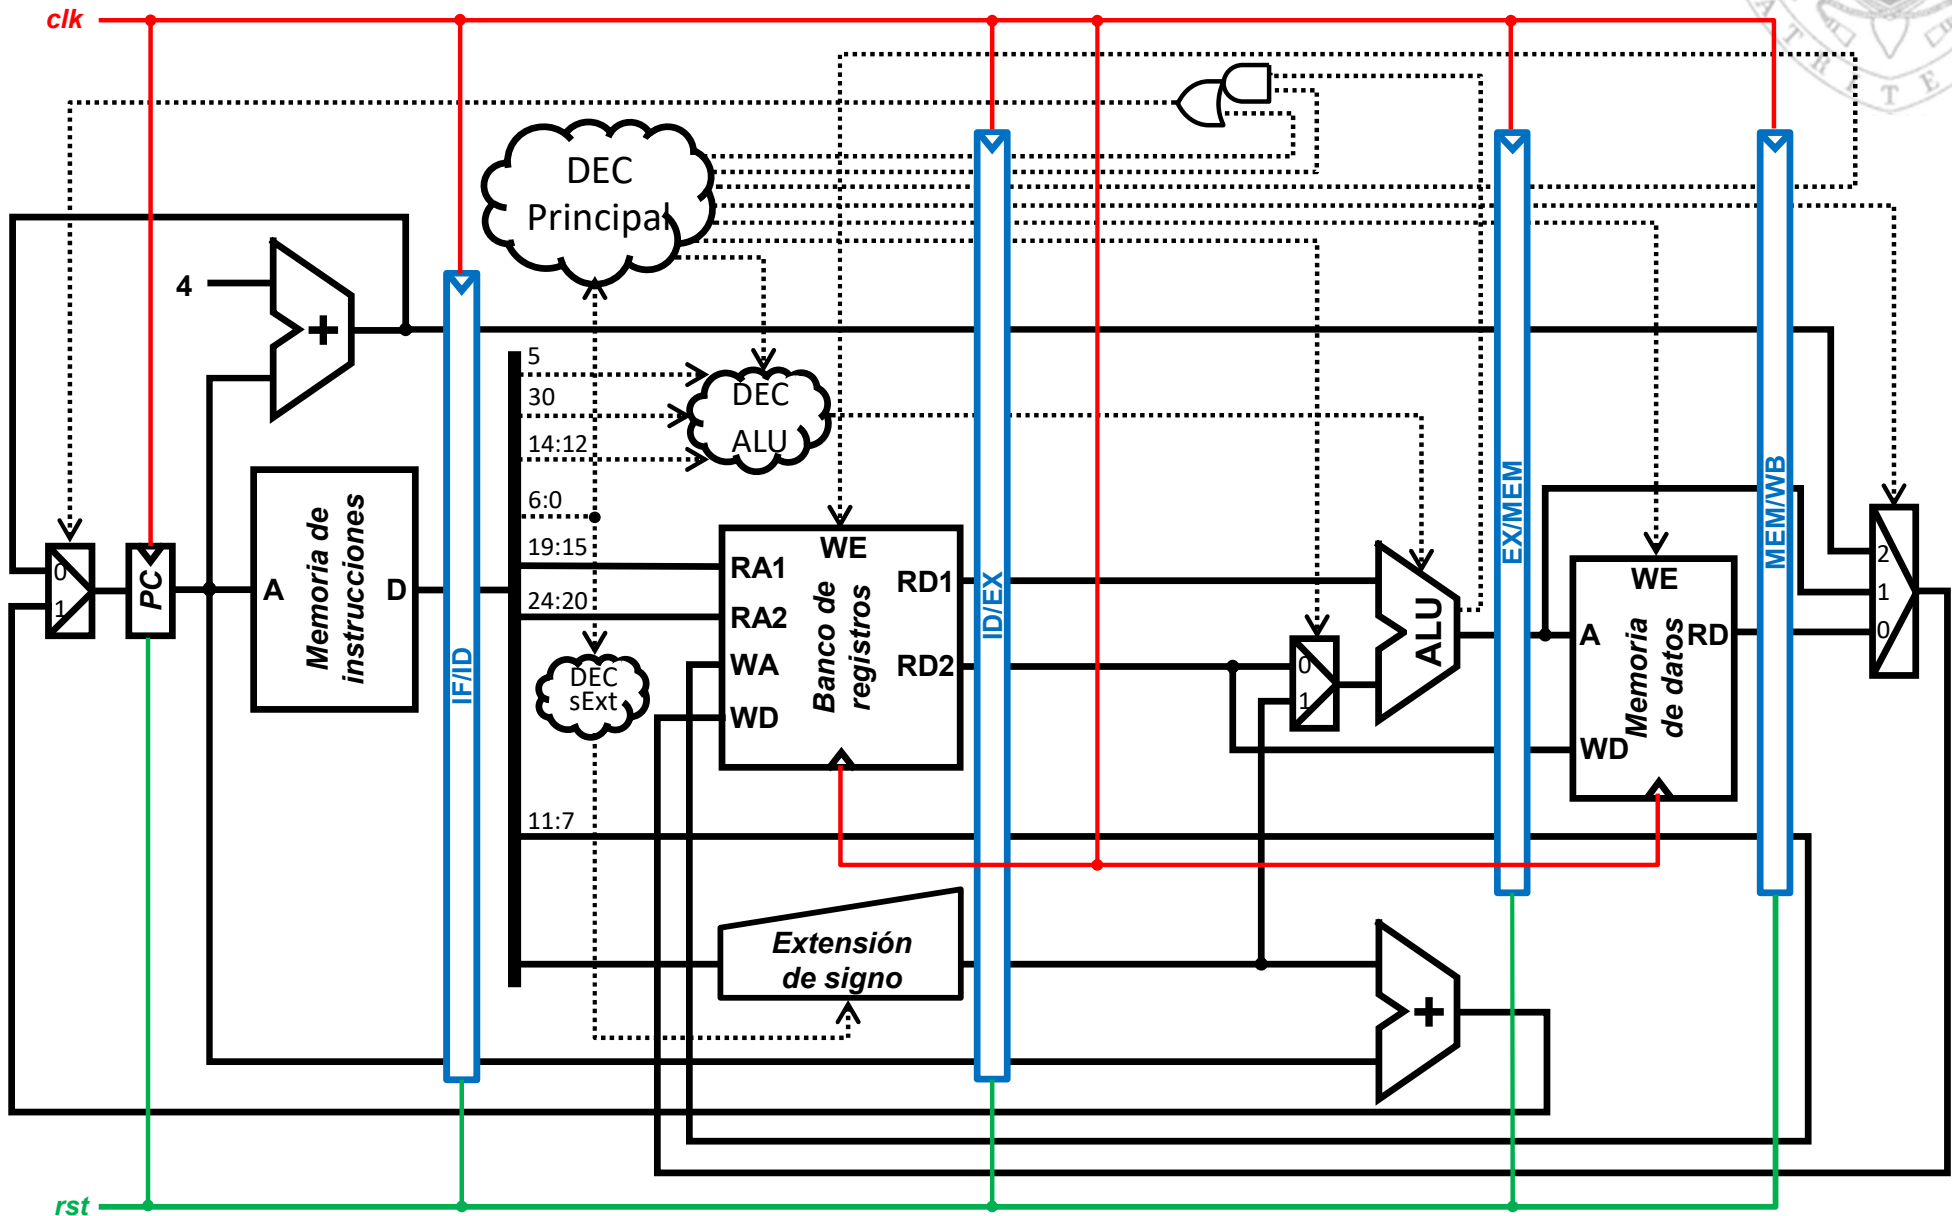 clk
A T R I T E
DEC
Principal
4
+
5
30
14:12
6:0
19:15
24:20
11:7
DEC
ALU
DEC
sExt
0
1
PC
A
D
Memoria de
instrucciones
IF/ID
WE
RA1
RA2
WA
WD
RD1
RD2
Banco de
registros
ID/EX
0
1
ALU
EX/MEM
WE
A
RD
WD
Memoria
de datos
MEM/WB
2
1
0
Extensión
de signo
+
rst